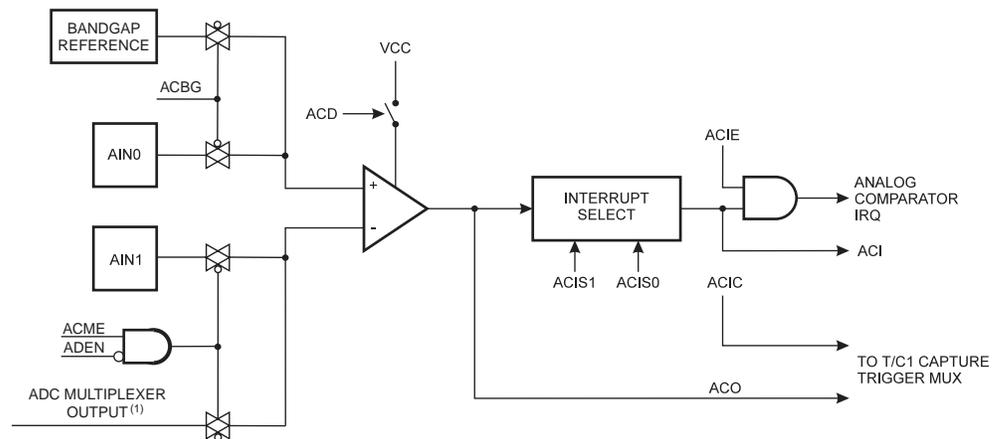 BANDGAP
REFERENCE
VCC
ACBG
ACD
AIN0
ACIE
+
INTERRUPT
SELECT
ANALOG
COMPARATOR
IRQ
-
AIN1
ACI
ACIS1 ACIS0
ACIC
ACME
ADEN
TO T/C1 CAPTURE
TRIGGER MUX
ADC MULTIPLEXER
OUTPUT (1)
ACO